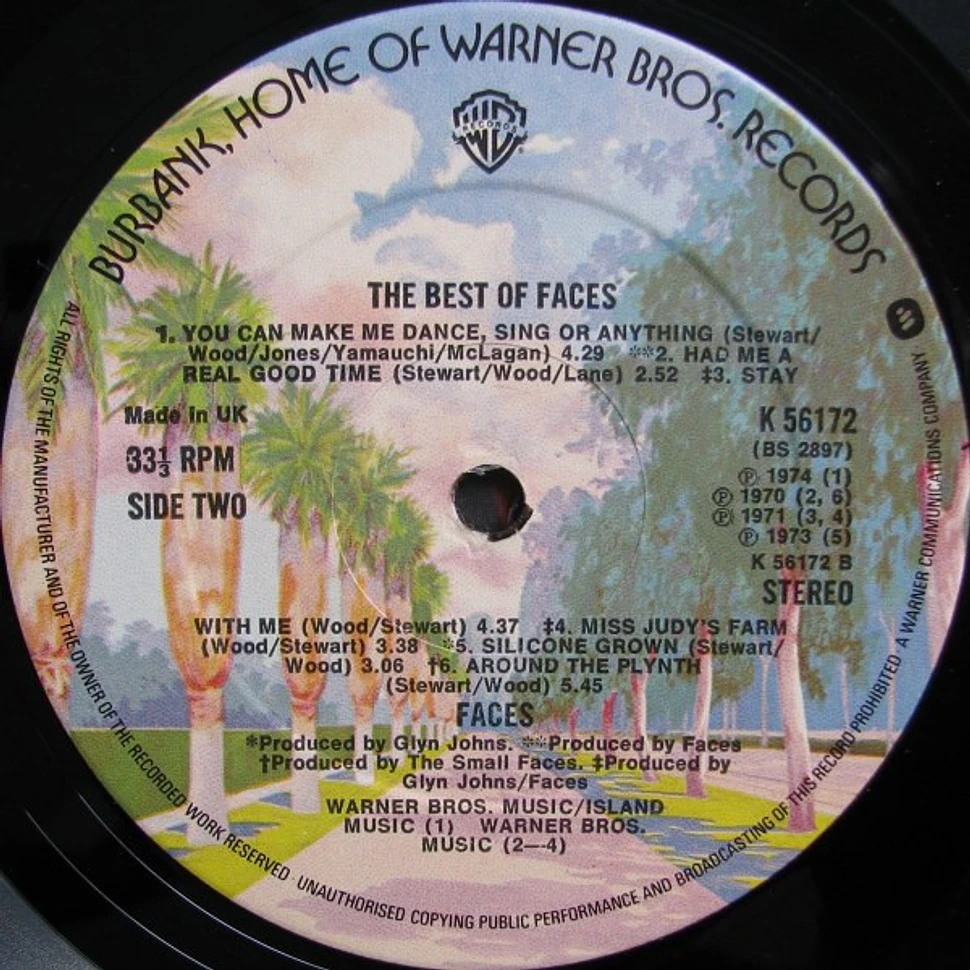 BURBANK, HOME OF WARNER BROS. RECORDS
WB
RECORDS
®
THE BEST OF FACES
1. YOU CAN MAKE ME DANCE, SING OR ANYTHING (Stewart/
Wood/Jones/Yamauchi/McLagan) 4.29 **2. HAD ME A
REAL GOOD TIME (Stewart/Wood/Lane) 2.52 ‡3. STAY
Made in UK
33⅓ RPM
SIDE TWO
K 56172
(BS 2897)
℗ 1974 (1)
℗ 1970 (2, 6)
℗ 1971 (3, 4)
℗ 1973 (5)
K 56172 B
STEREO
WITH ME (Wood/Stewart) 4.37 ‡4. MISS JUDY'S FARM
(Wood/Stewart) 3.38 *5. SILICONE GROWN (Stewart/
Wood) 3.06 †6. AROUND THE PLYNTH
(Stewart/Wood) 5.45
FACES
*Produced by Glyn Johns. **Produced by Faces
†Produced by The Small Faces. ‡Produced by
Glyn Johns/Faces
WARNER BROS. MUSIC/ISLAND
MUSIC (1) WARNER BROS.
MUSIC (2—4)
ALL RIGHTS OF THE MANUFACTURER AND OF THE OWNER OF THE RECORDED WORK RESERVED · UNAUTHORISED COPYING PUBLIC PERFORMANCE AND BROADCASTING OF THIS RECORD PROHIBITED · A WARNER COMMUNICATIONS COMPANY